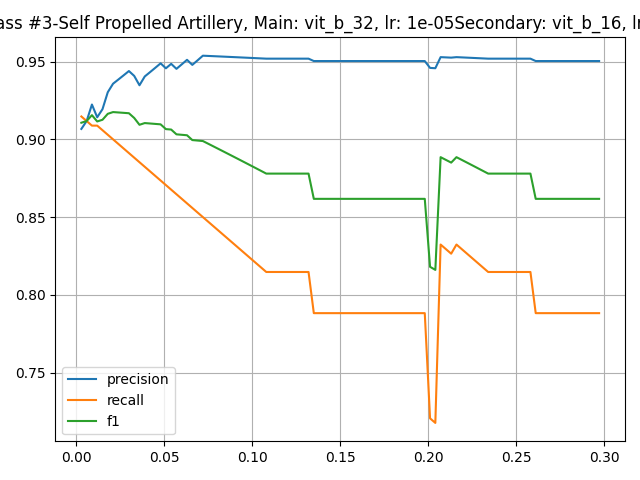 ass #3-Self Propelled Artillery, Main: vit_b_32, lr: 1e-05Secondary: vit_b_16, lr
0.95
0.90
0.85
0.80
0.75
precision
recall
f1
0.00 0.05 0.10 0.15 0.20 0.25 0.30